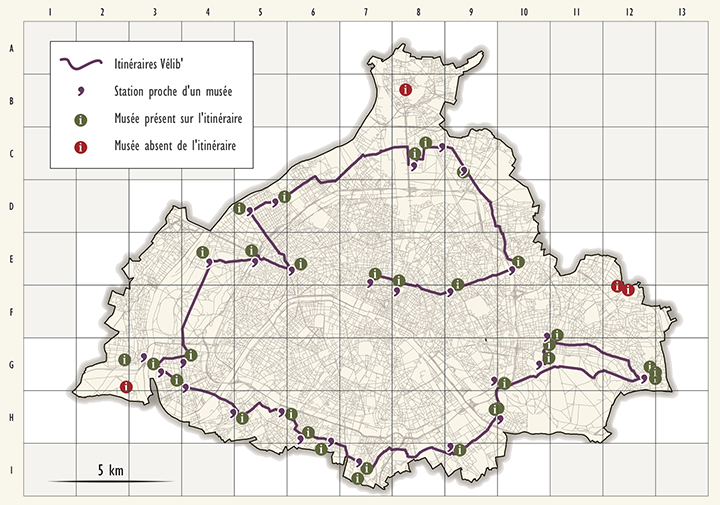 1 2 3 4 5 6 7 8 9 10 11 12 13
A
Itinéraires Vélib'
B
Station proche d'un musée
Musée présent sur l'itinéraire
C
Musée absent de l'itinéraire
D
E
F
G
H
I
5 km